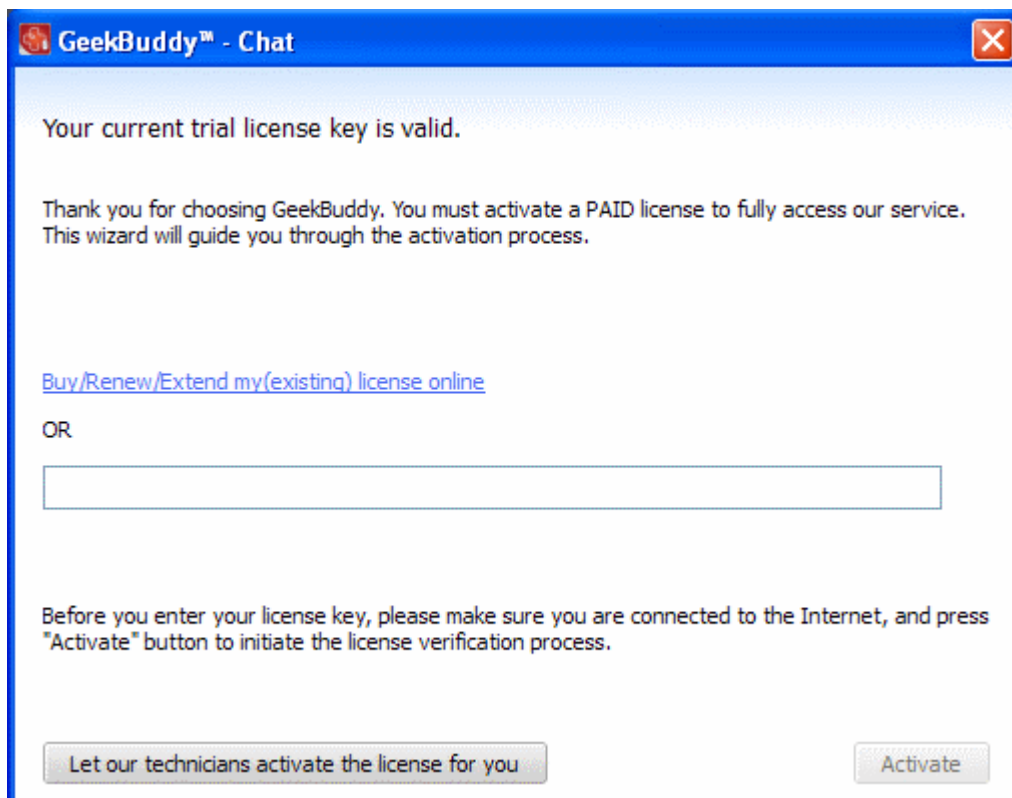 GeekBuddy™ - Chat
Your current trial license key is valid.
Thank you for choosing GeekBuddy. You must activate a PAID license to fully access our service.
This wizard will guide you through the activation process.
Buy/Renew/Extend my(existing) license online
OR
Before you enter your license key, please make sure you are connected to the Internet, and press
"Activate" button to initiate the license verification process.
Let our technicians activate the license for you
Activate